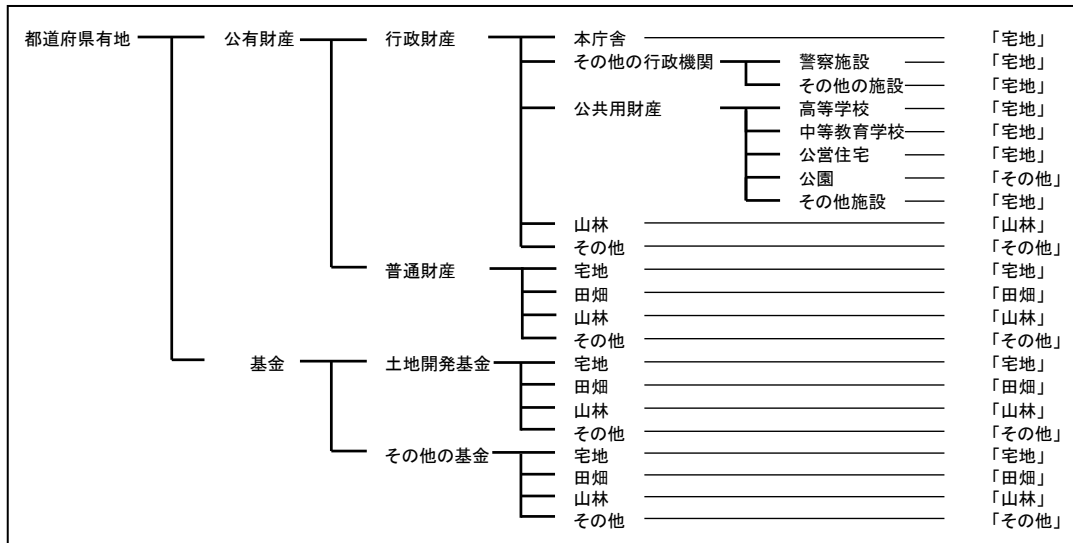 都道府県有地 公有財産 行政財産 本庁舎 「宅地」
その他の行政機関 警察施設 「宅地」
その他の施設 「宅地」
公共用財産 高等学校 「宅地」
中等教育学校 「宅地」
公営住宅 「宅地」
公園 「その他」
その他施設 「宅地」
山林 「山林」
その他 「その他」
普通財産 宅地 「宅地」
田畑 「田畑」
山林 「山林」
その他 「その他」
基金 土地開発基金 宅地 「宅地」
田畑 「田畑」
山林 「山林」
その他 「その他」
その他の基金 宅地 「宅地」
田畑 「田畑」
山林 「山林」
その他 「その他」